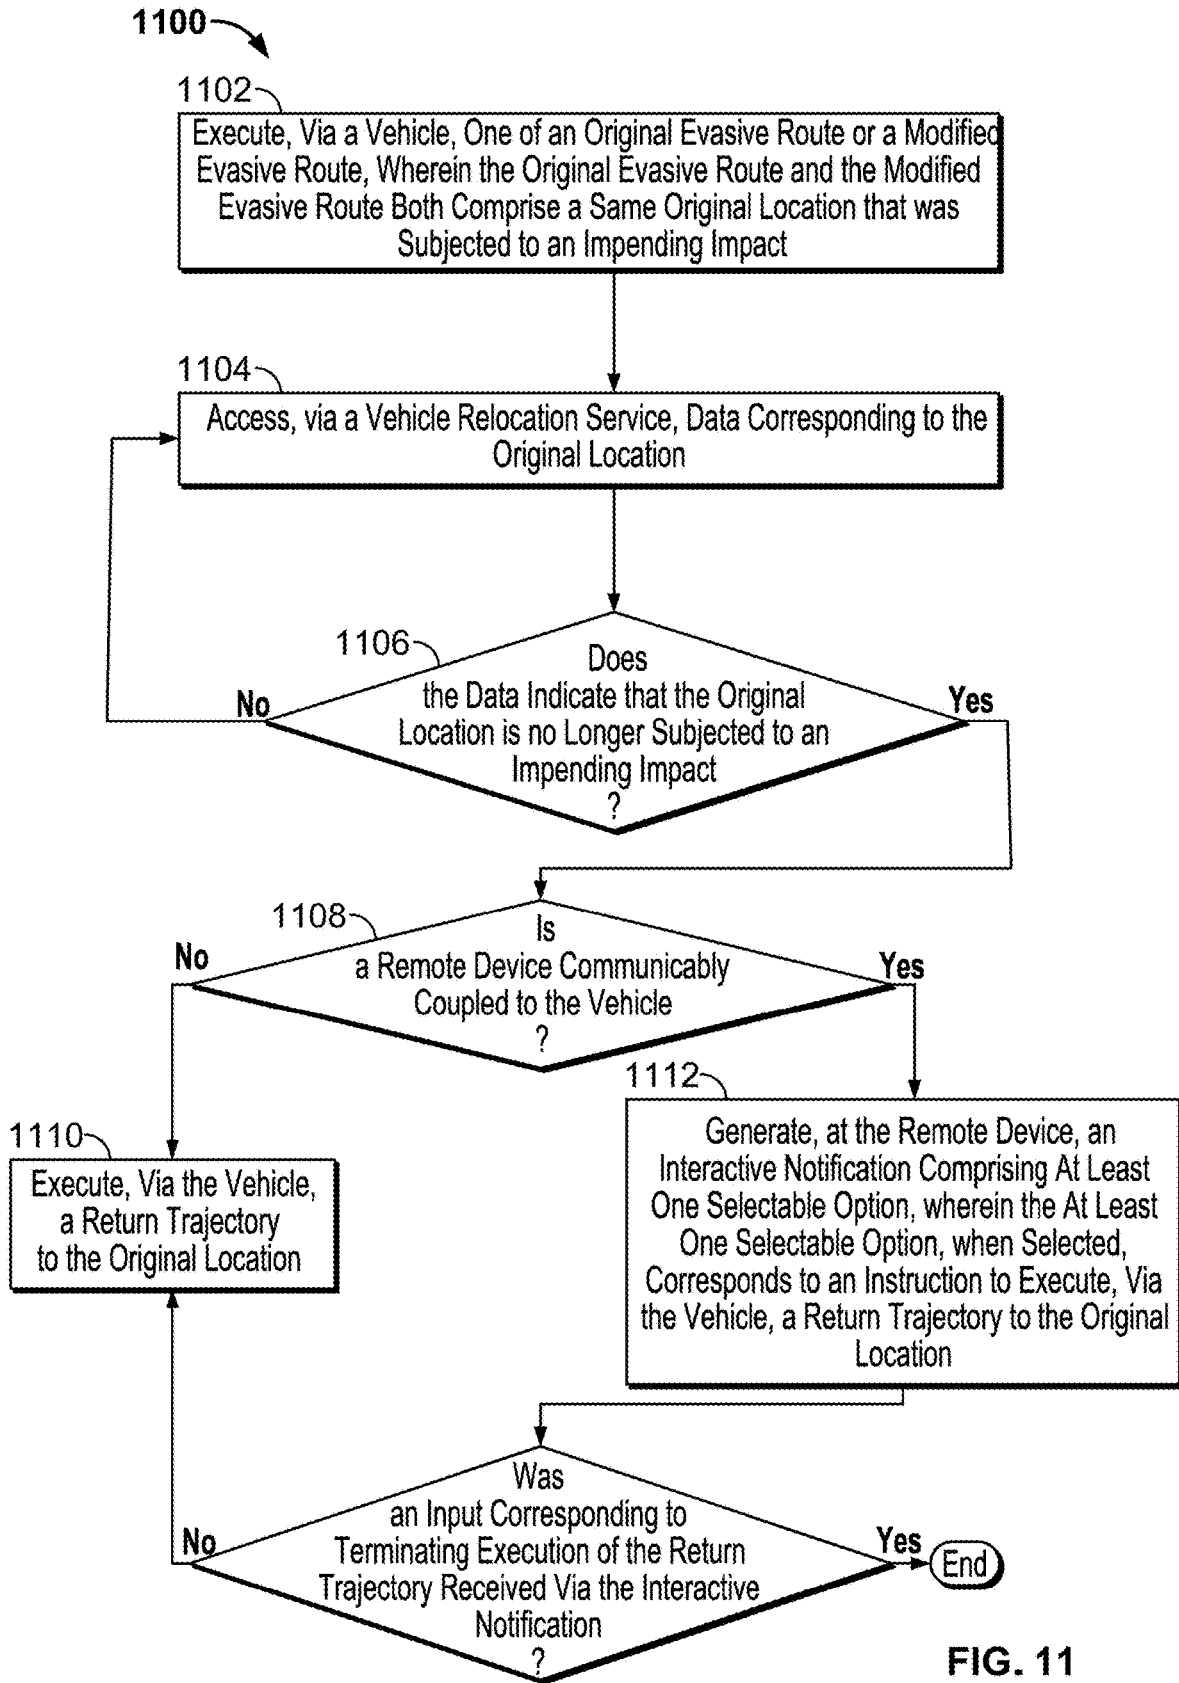 1100
1102
Execute, Via a Vehicle, One of an Original Evasive Route or a Modified
Evasive Route, Wherein the Original Evasive Route and the Modified
Evasive Route Both Comprise a Same Original Location that was
Subjected to an Impending Impact
1104
Access, via a Vehicle Relocation Service, Data Corresponding to the
Original Location
1106
Does
the Data Indicate that the Original
Location is no Longer Subjected to an
Impending Impact
?
No
Yes
1108
Is
a Remote Device Communicably
Coupled to the Vehicle
?
No
Yes
1110
Execute, Via the Vehicle,
a Return Trajectory
to the Original Location
1112
Generate, at the Remote Device, an
Interactive Notification Comprising At Least
One Selectable Option, wherein the At Least
One Selectable Option, when Selected,
Corresponds to an Instruction to Execute, Via
the Vehicle, a Return Trajectory to the Original
Location
Was
an Input Corresponding to
Terminating Execution of the Return
Trajectory Received Via the Interactive
Notification
?
No
Yes
End
FIG. 11